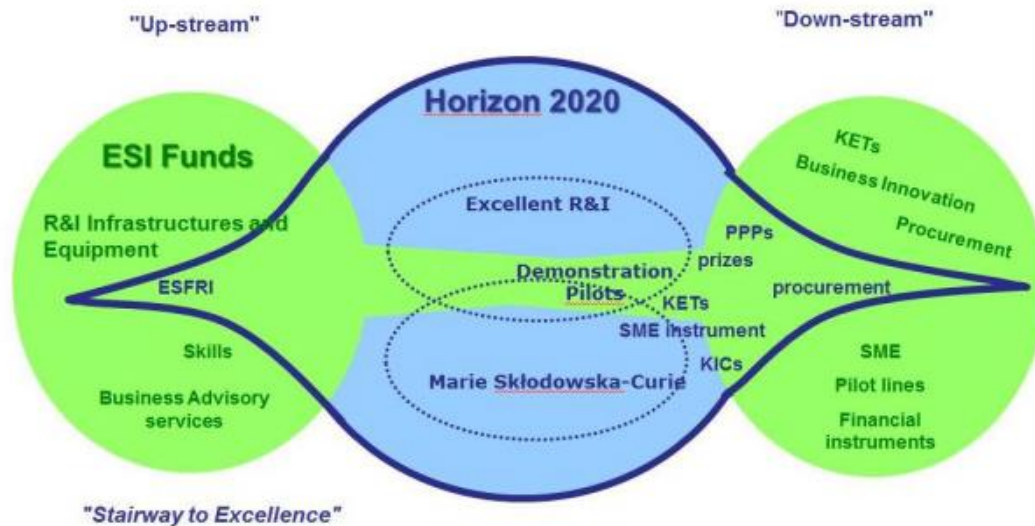 "Up-stream"
"Down-stream"
Horizon 2020
ESI Funds
R&I Infrastructures and
Equipment
ESFRI
Skills
Business Advisory
services
Excellent R&I
Demonstration
Pilots
Marie Skłodowska-Curie
PPPs
prizes
KETs
SME instrument
KICs
procurement
KETs
Business Innovation
Procurement
SME
Pilot lines
Financial
instruments
"Stairway to Excellence"